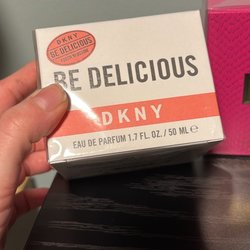 DKNY
BE DELICIOUS
BE DELICIOUS
DKNY
EAU DE PARFUM 1.7 FL. OZ. / 50 ML e